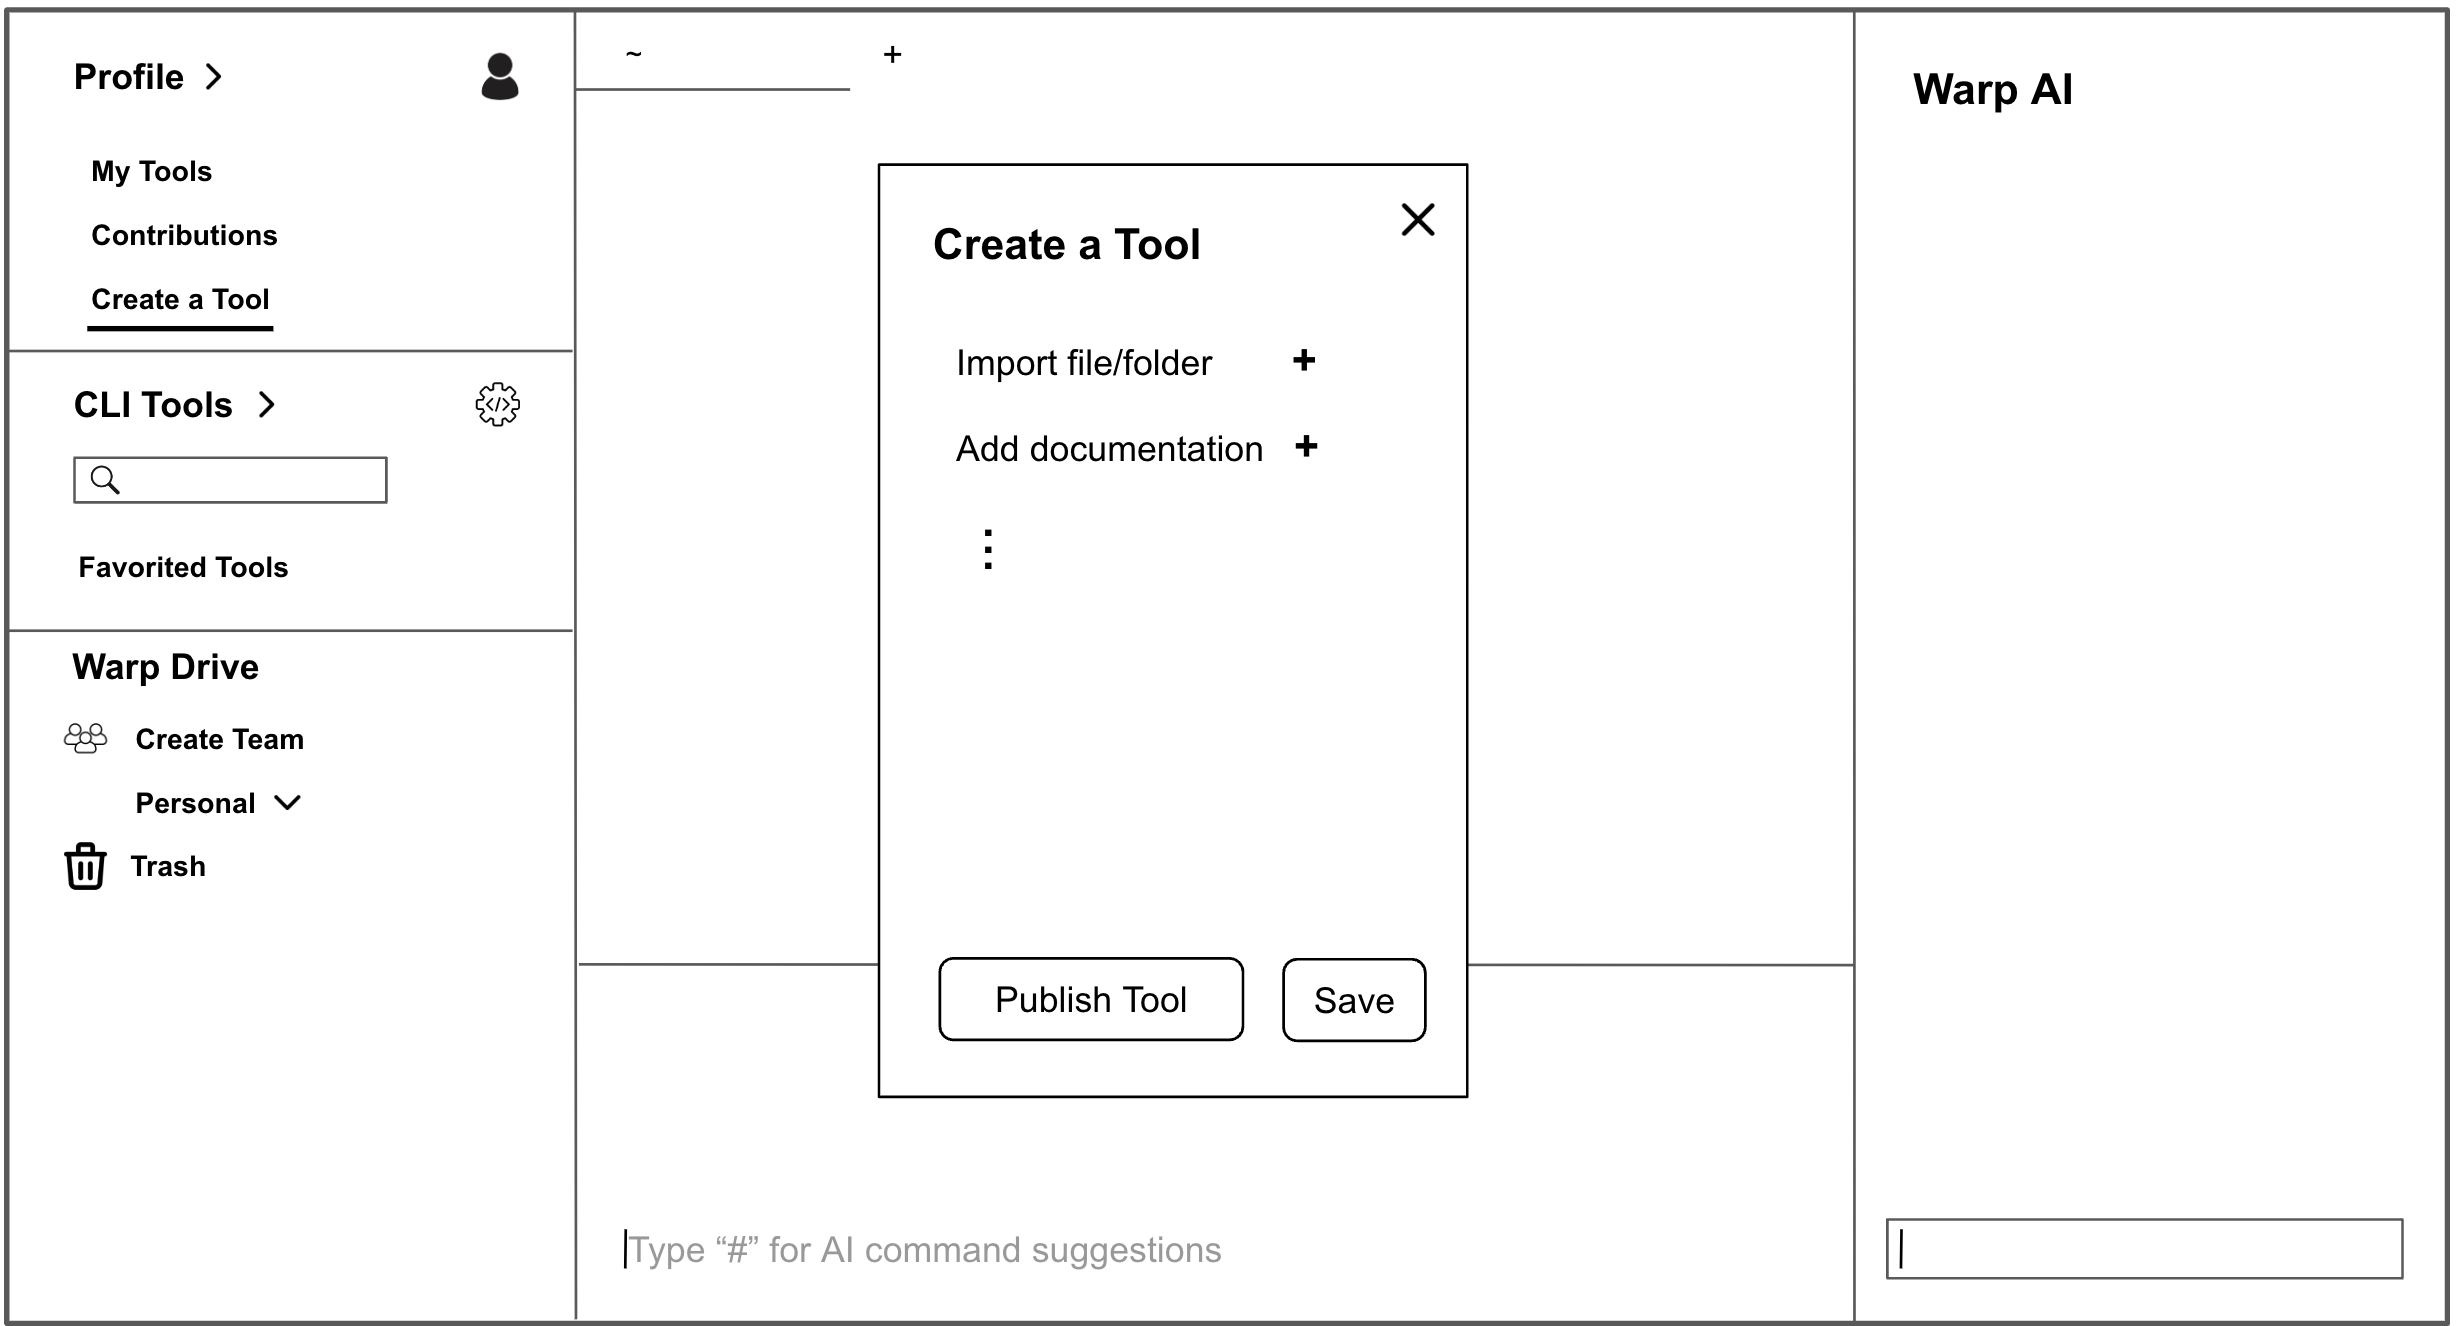 Profile
My Tools
Contributions
Create a Tool
CLI Tools
</>
Favorited Tools
Warp Drive
Create Team
Personal
Trash
~ +
Create a Tool
Import file/folder +
Add documentation +
⋮
Publish Tool
Save
Type “#” for AI command suggestions
Warp AI